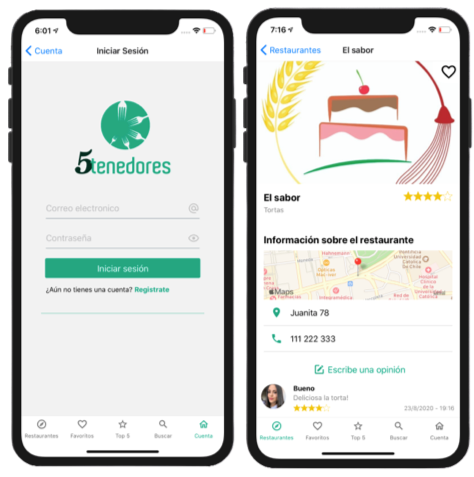 6:01
Cuenta
Iniciar Sesión
5tenedores
Correo electronico
Contraseña
Iniciar sesión
¿Aún no tienes una cuenta? Regístrate
Restaurantes
Favoritos
Top 5
Buscar
Cuenta
7:16
Restaurantes
El sabor
El sabor
Tortas
Información sobre el restaurante
Maps
Juanita 78
111 222 333
Escribe una opinión
Bueno
Deliciosa la torta!
23/8/2020 - 19:16
Restaurantes
Favoritos
Top 5
Buscar
Cuenta